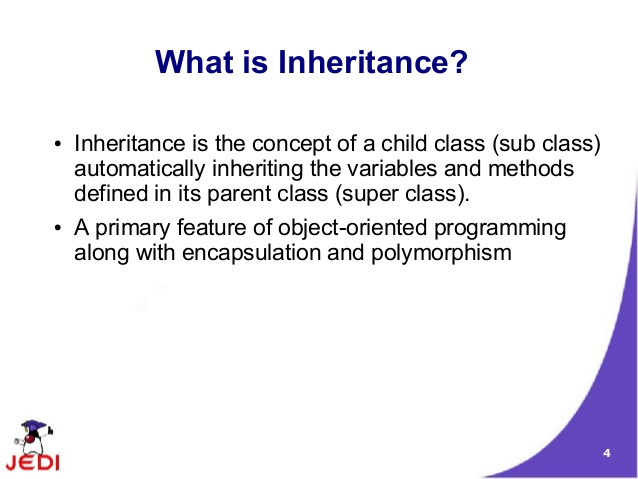 What is Inheritance?
• Inheritance is the concept of a child class (sub class)
automatically inheriting the variables and methods
defined in its parent class (super class).
• A primary feature of object-oriented programming
along with encapsulation and polymorphism
JEDI
4